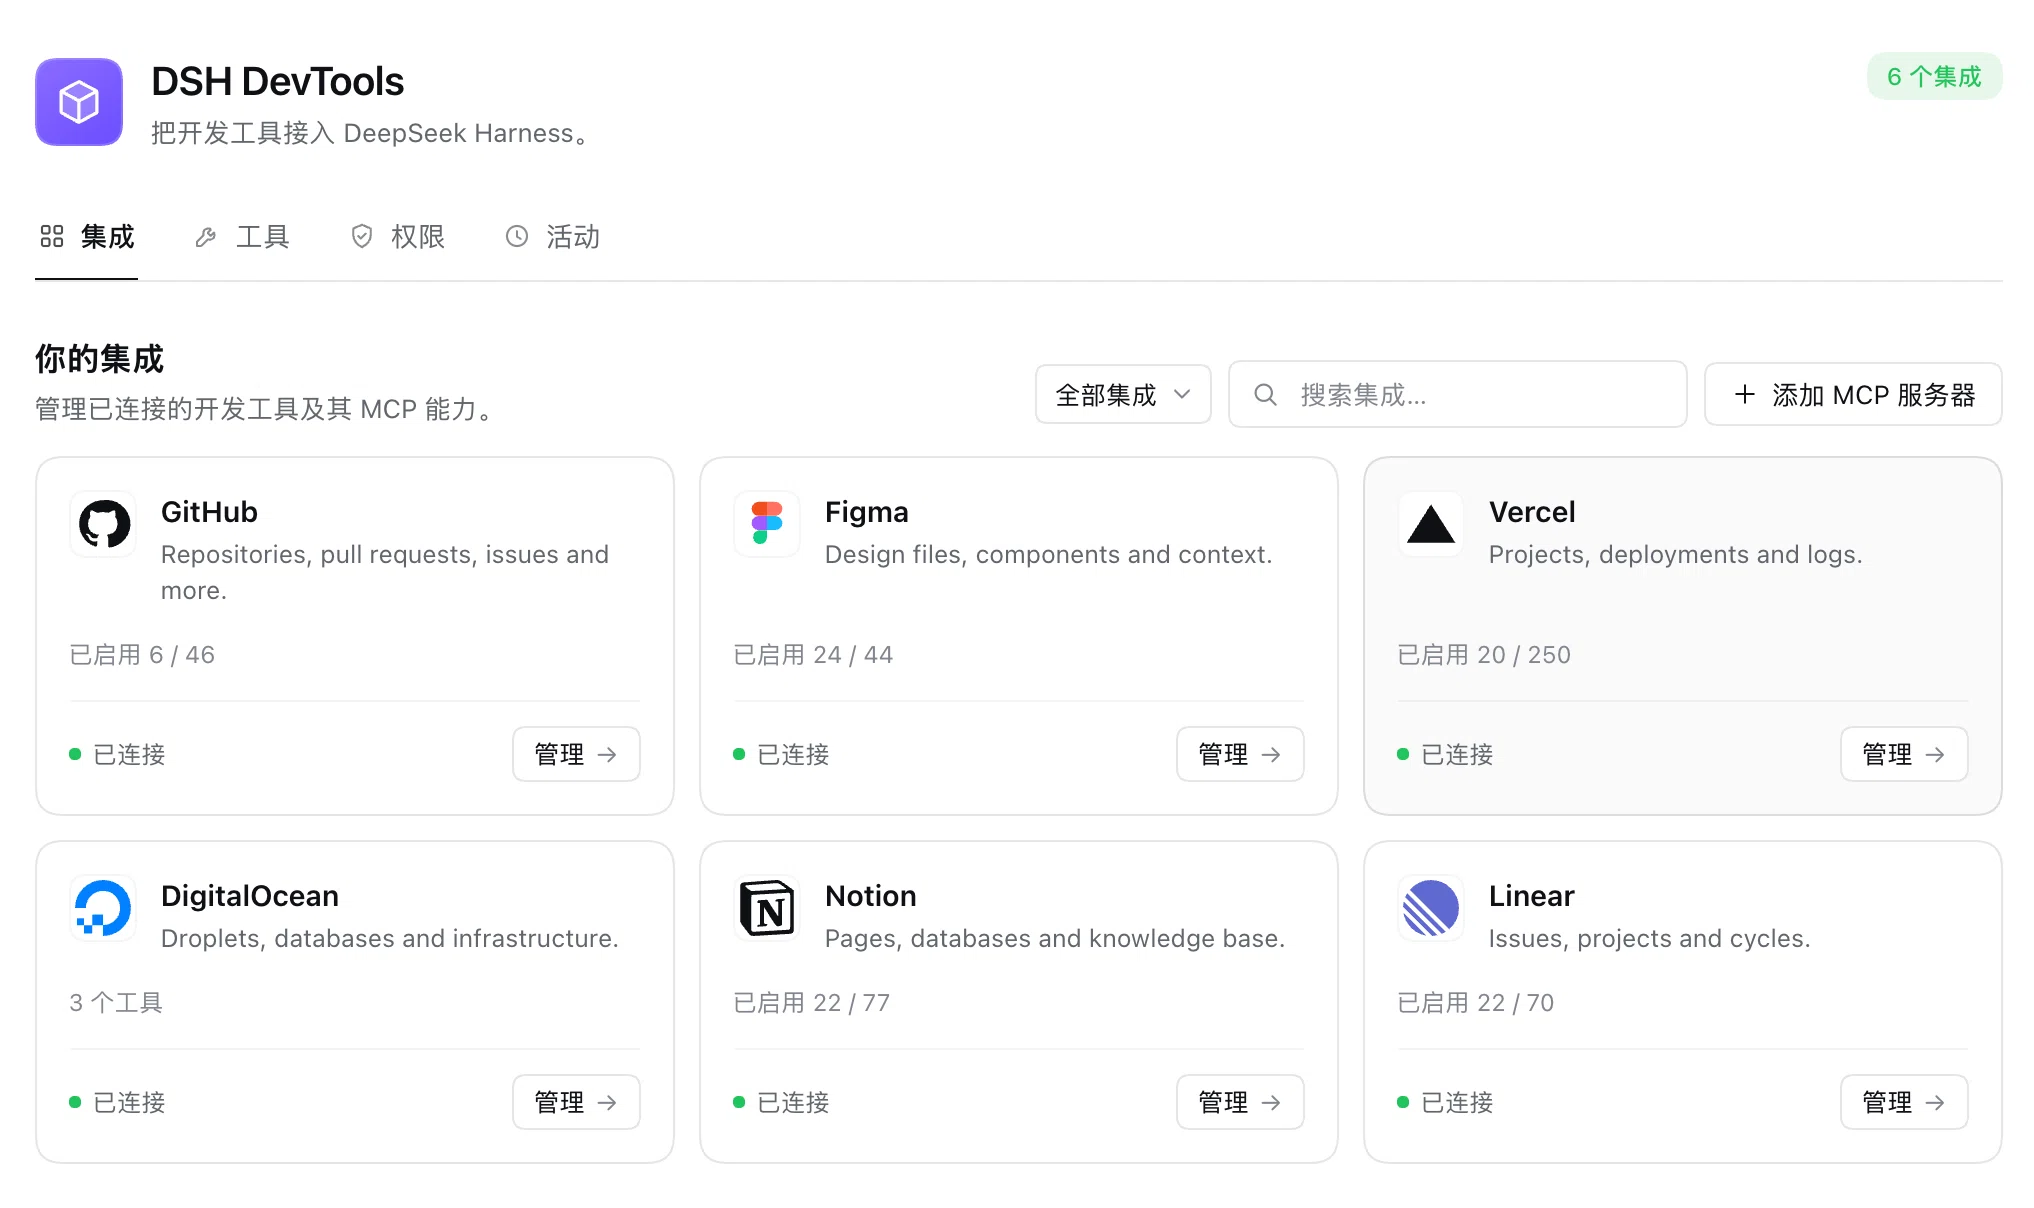 DSH DevTools
把开发工具接入 DeepSeek Harness。
6 个集成
集成
工具
权限
活动
你的集成
管理已连接的开发工具及其 MCP 能力。
全部集成
搜索集成...
添加 MCP 服务器
GitHub
Repositories, pull requests, issues and
more.
已启用 6 / 46
已连接
管理 →
Figma
Design files, components and context.
已启用 24 / 44
已连接
管理 →
Vercel
Projects, deployments and logs.
已启用 20 / 250
已连接
管理 →
DigitalOcean
Droplets, databases and infrastructure.
3 个工具
已连接
管理 →
Notion
Pages, databases and knowledge base.
已启用 22 / 77
已连接
管理 →
Linear
Issues, projects and cycles.
已启用 22 / 70
已连接
管理 →